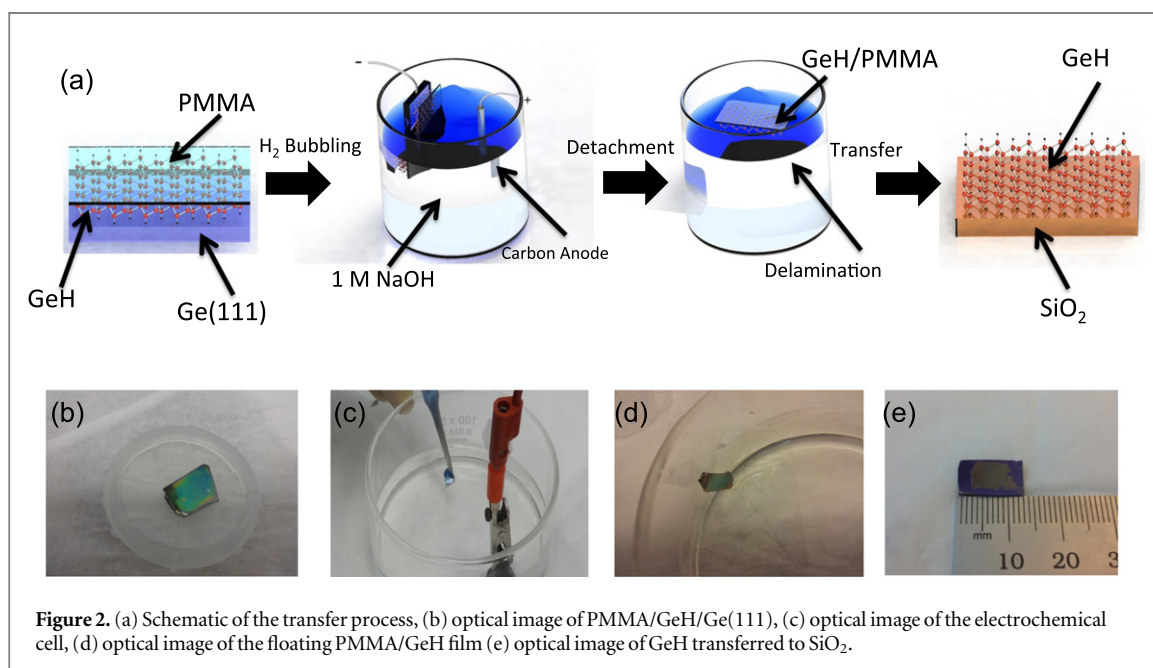 (a)
PMMA
H₂ Bubbling
GeH
Ge(111)
-
+
1 M NaOH
Carbon Anode
Detachment
GeH/PMMA
Delamination
Transfer
GeH
SiO₂
(b)
(c)
(d)
(e)
mm
10 20 3
Figure 2. (a) Schematic of the transfer process, (b) optical image of PMMA/GeH/Ge(111), (c) optical image of the electrochemical
cell, (d) optical image of the floating PMMA/GeH film (e) optical image of GeH transferred to SiO₂.